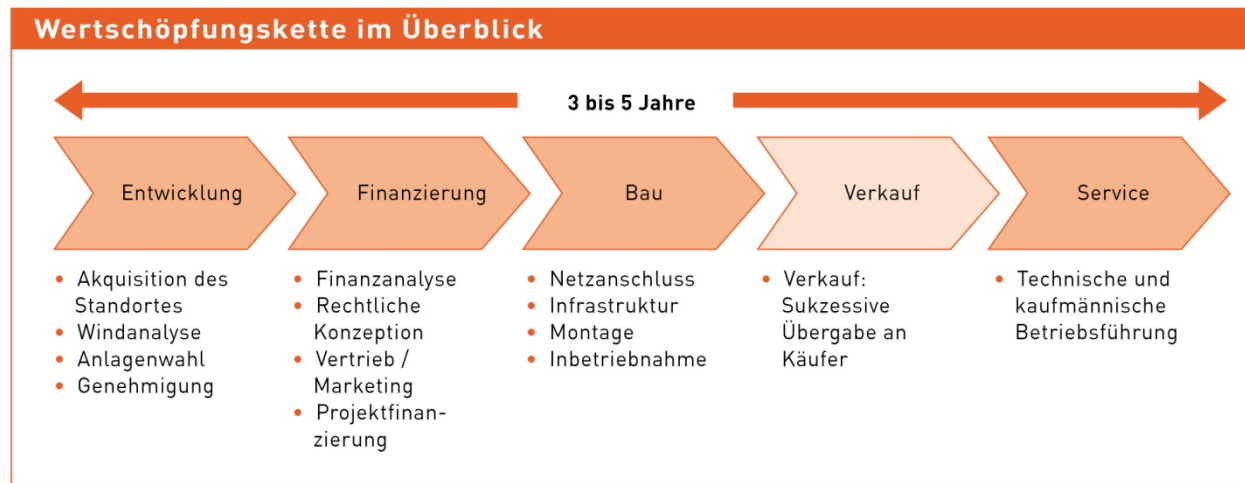 Wertschöpfungskette im Überblick
3 bis 5 Jahre
Entwicklung
Finanzierung
Bau
Verkauf
Service
• Akquisition des
Standortes
• Windanalyse
• Anlagenwahl
• Genehmigung
• Finanzanalyse
• Rechtliche
Konzeption
• Vertrieb /
Marketing
• Projektfinan-
zierung
• Netzanschluss
• Infrastruktur
• Montage
• Inbetriebnahme
• Verkauf:
Sukzessive
Übergabe an
Käufer
• Technische und
kaufmännische
Betriebsführung